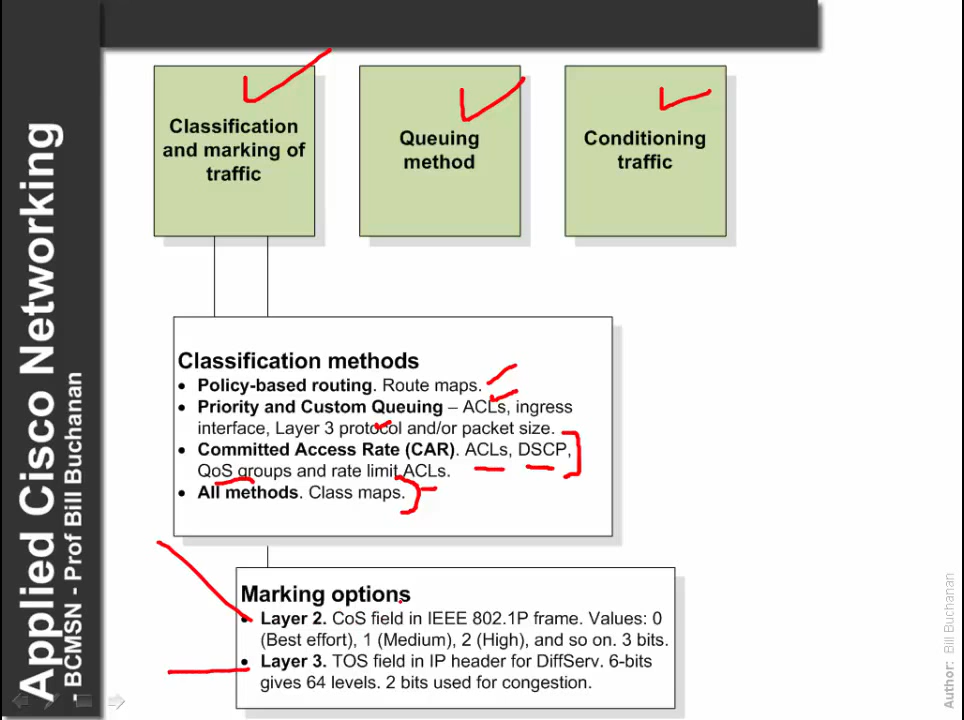 Applied Cisco Networking
- BCMSN - Prof Bill Buchanan
Classification
and marking of
traffic
Queuing
method
Conditioning
traffic
Classification methods
• Policy-based routing. Route maps.
• Priority and Custom Queuing – ACLs, ingress
interface, Layer 3 protocol and/or packet size.
• Committed Access Rate (CAR). ACLs, DSCP,
QoS groups and rate limit ACLs.
• All methods. Class maps.
Marking options
• Layer 2. CoS field in IEEE 802.1P frame. Values: 0
(Best effort), 1 (Medium), 2 (High), and so on. 3 bits.
• Layer 3. TOS field in IP header for DiffServ. 6-bits
gives 64 levels. 2 bits used for congestion.
Author: Bill Buchanan